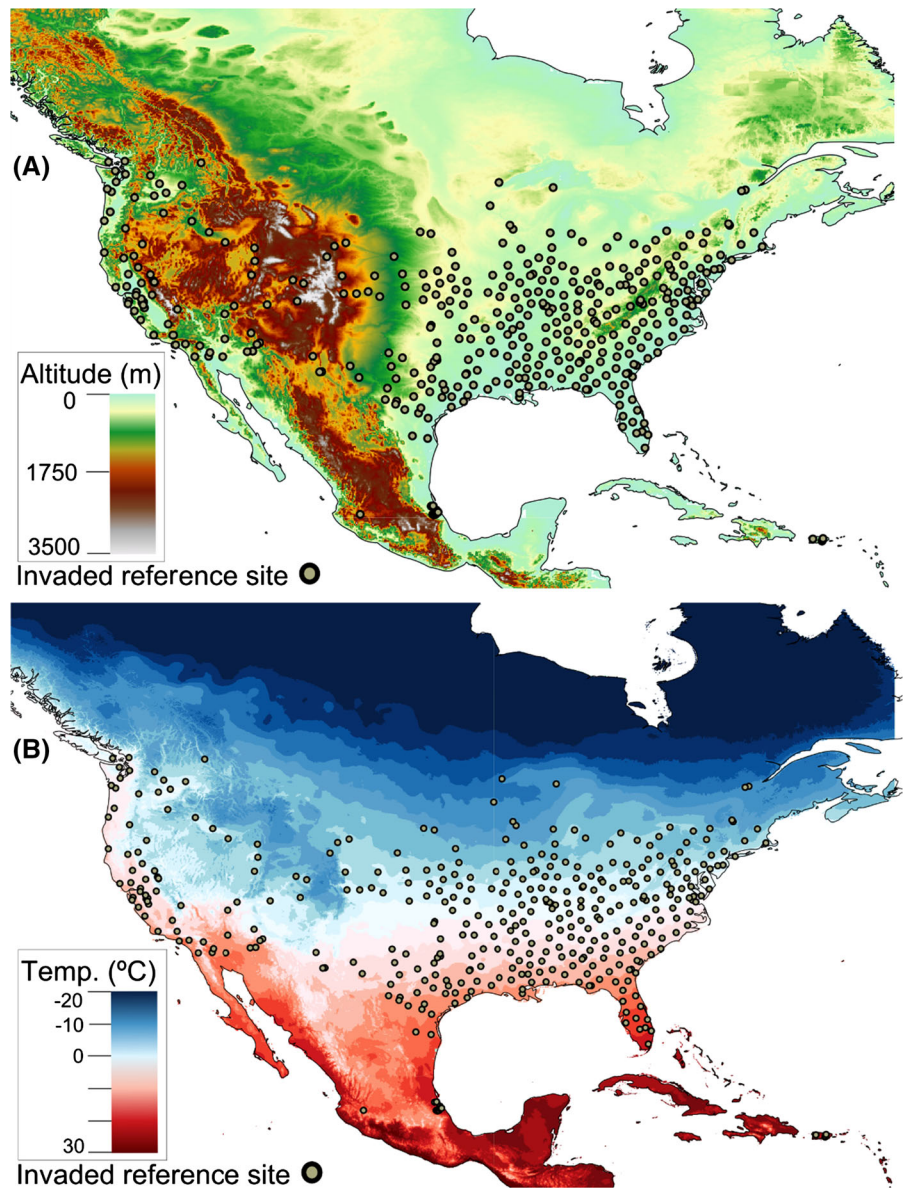 (A)
Altitude (m)
0
1750
3500
Invaded reference site
(B)
Temp. (ºC)
-20
-10
0
30
Invaded reference site